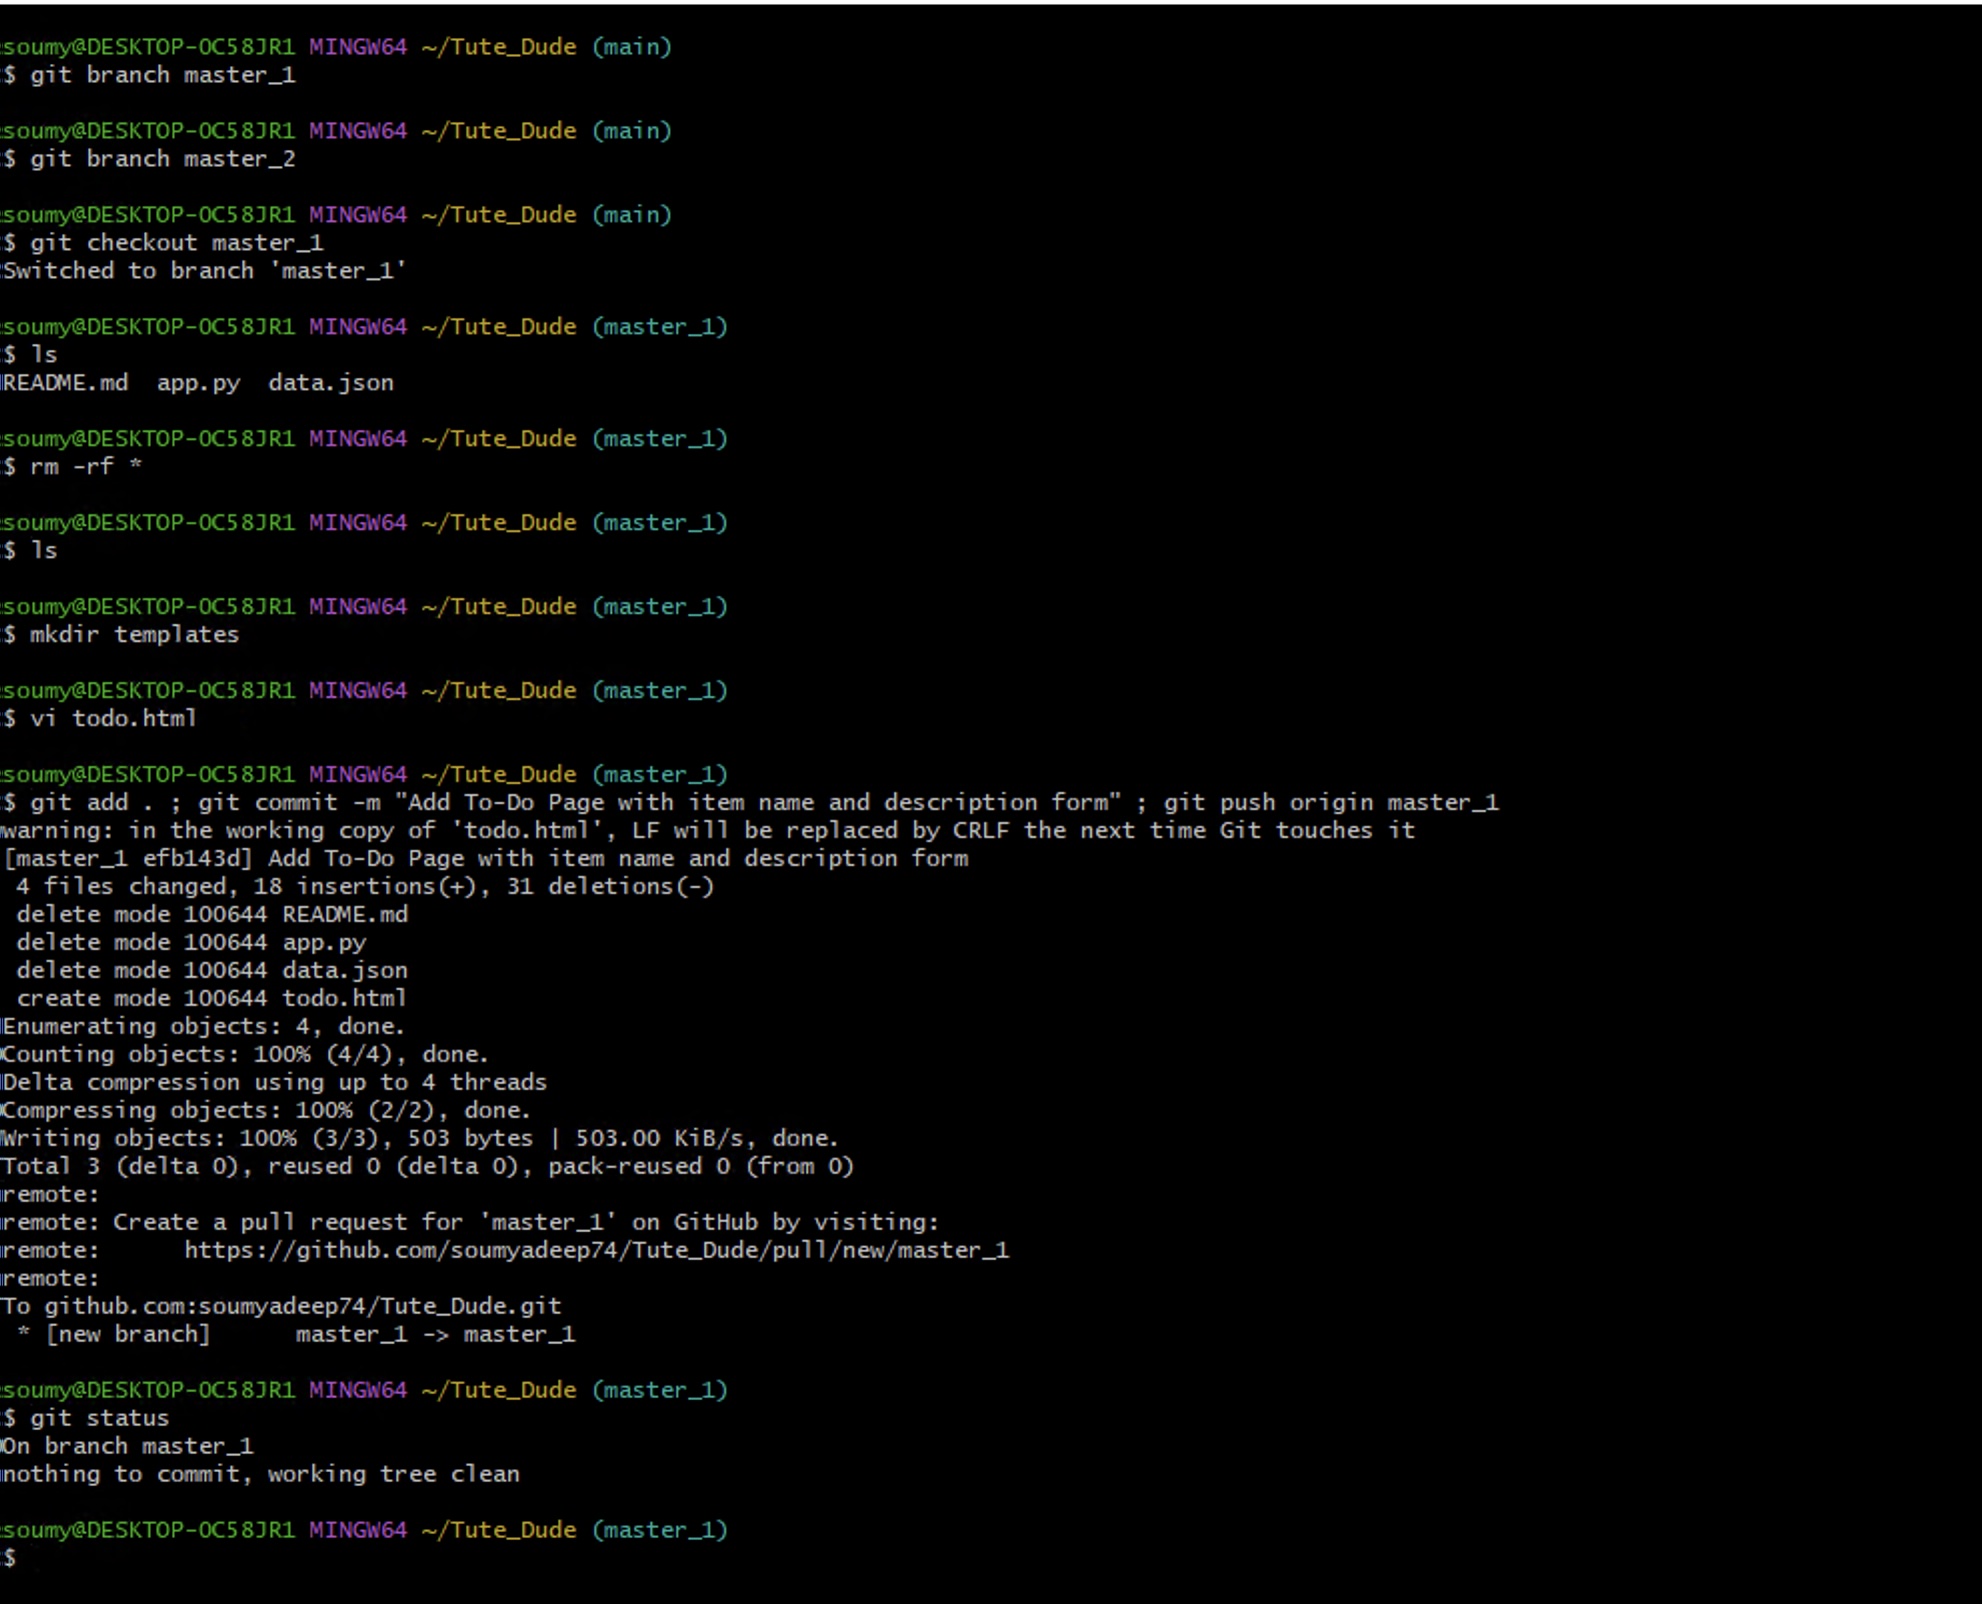 soumy@DESKTOP-OC58JR1 MINGW64 ~/Tute_Dude (main)
$ git branch master_1
soumy@DESKTOP-OC58JR1 MINGW64 ~/Tute_Dude (main)
$ git branch master_2
soumy@DESKTOP-OC58JR1 MINGW64 ~/Tute_Dude (main)
$ git checkout master_1
Switched to branch 'master_1'
soumy@DESKTOP-OC58JR1 MINGW64 ~/Tute_Dude (master_1)
$ ls
README.md  app.py  data.json
soumy@DESKTOP-OC58JR1 MINGW64 ~/Tute_Dude (master_1)
$ rm -rf *
soumy@DESKTOP-OC58JR1 MINGW64 ~/Tute_Dude (master_1)
$ ls
soumy@DESKTOP-OC58JR1 MINGW64 ~/Tute_Dude (master_1)
$ mkdir templates
soumy@DESKTOP-OC58JR1 MINGW64 ~/Tute_Dude (master_1)
$ vi todo.html
soumy@DESKTOP-OC58JR1 MINGW64 ~/Tute_Dude (master_1)
$ git add . ; git commit -m "Add To-Do Page with item name and description form" ; git push origin master_1
warning: in the working copy of 'todo.html', LF will be replaced by CRLF the next time Git touches it
[master_1 efb143d] Add To-Do Page with item name and description form
 4 files changed, 18 insertions(+), 31 deletions(-)
 delete mode 100644 README.md
 delete mode 100644 app.py
 delete mode 100644 data.json
 create mode 100644 todo.html
Enumerating objects: 4, done.
Counting objects: 100% (4/4), done.
Delta compression using up to 4 threads
Compressing objects: 100% (2/2), done.
Writing objects: 100% (3/3), 503 bytes | 503.00 KiB/s, done.
Total 3 (delta 0), reused 0 (delta 0), pack-reused 0 (from 0)
remote:
remote: Create a pull request for 'master_1' on GitHub by visiting:
remote:      https://github.com/soumyadeep74/Tute_Dude/pull/new/master_1
remote:
To github.com:soumyadeep74/Tute_Dude.git
 * [new branch]      master_1 -> master_1
soumy@DESKTOP-OC58JR1 MINGW64 ~/Tute_Dude (master_1)
$ git status
On branch master_1
nothing to commit, working tree clean
soumy@DESKTOP-OC58JR1 MINGW64 ~/Tute_Dude (master_1)
$